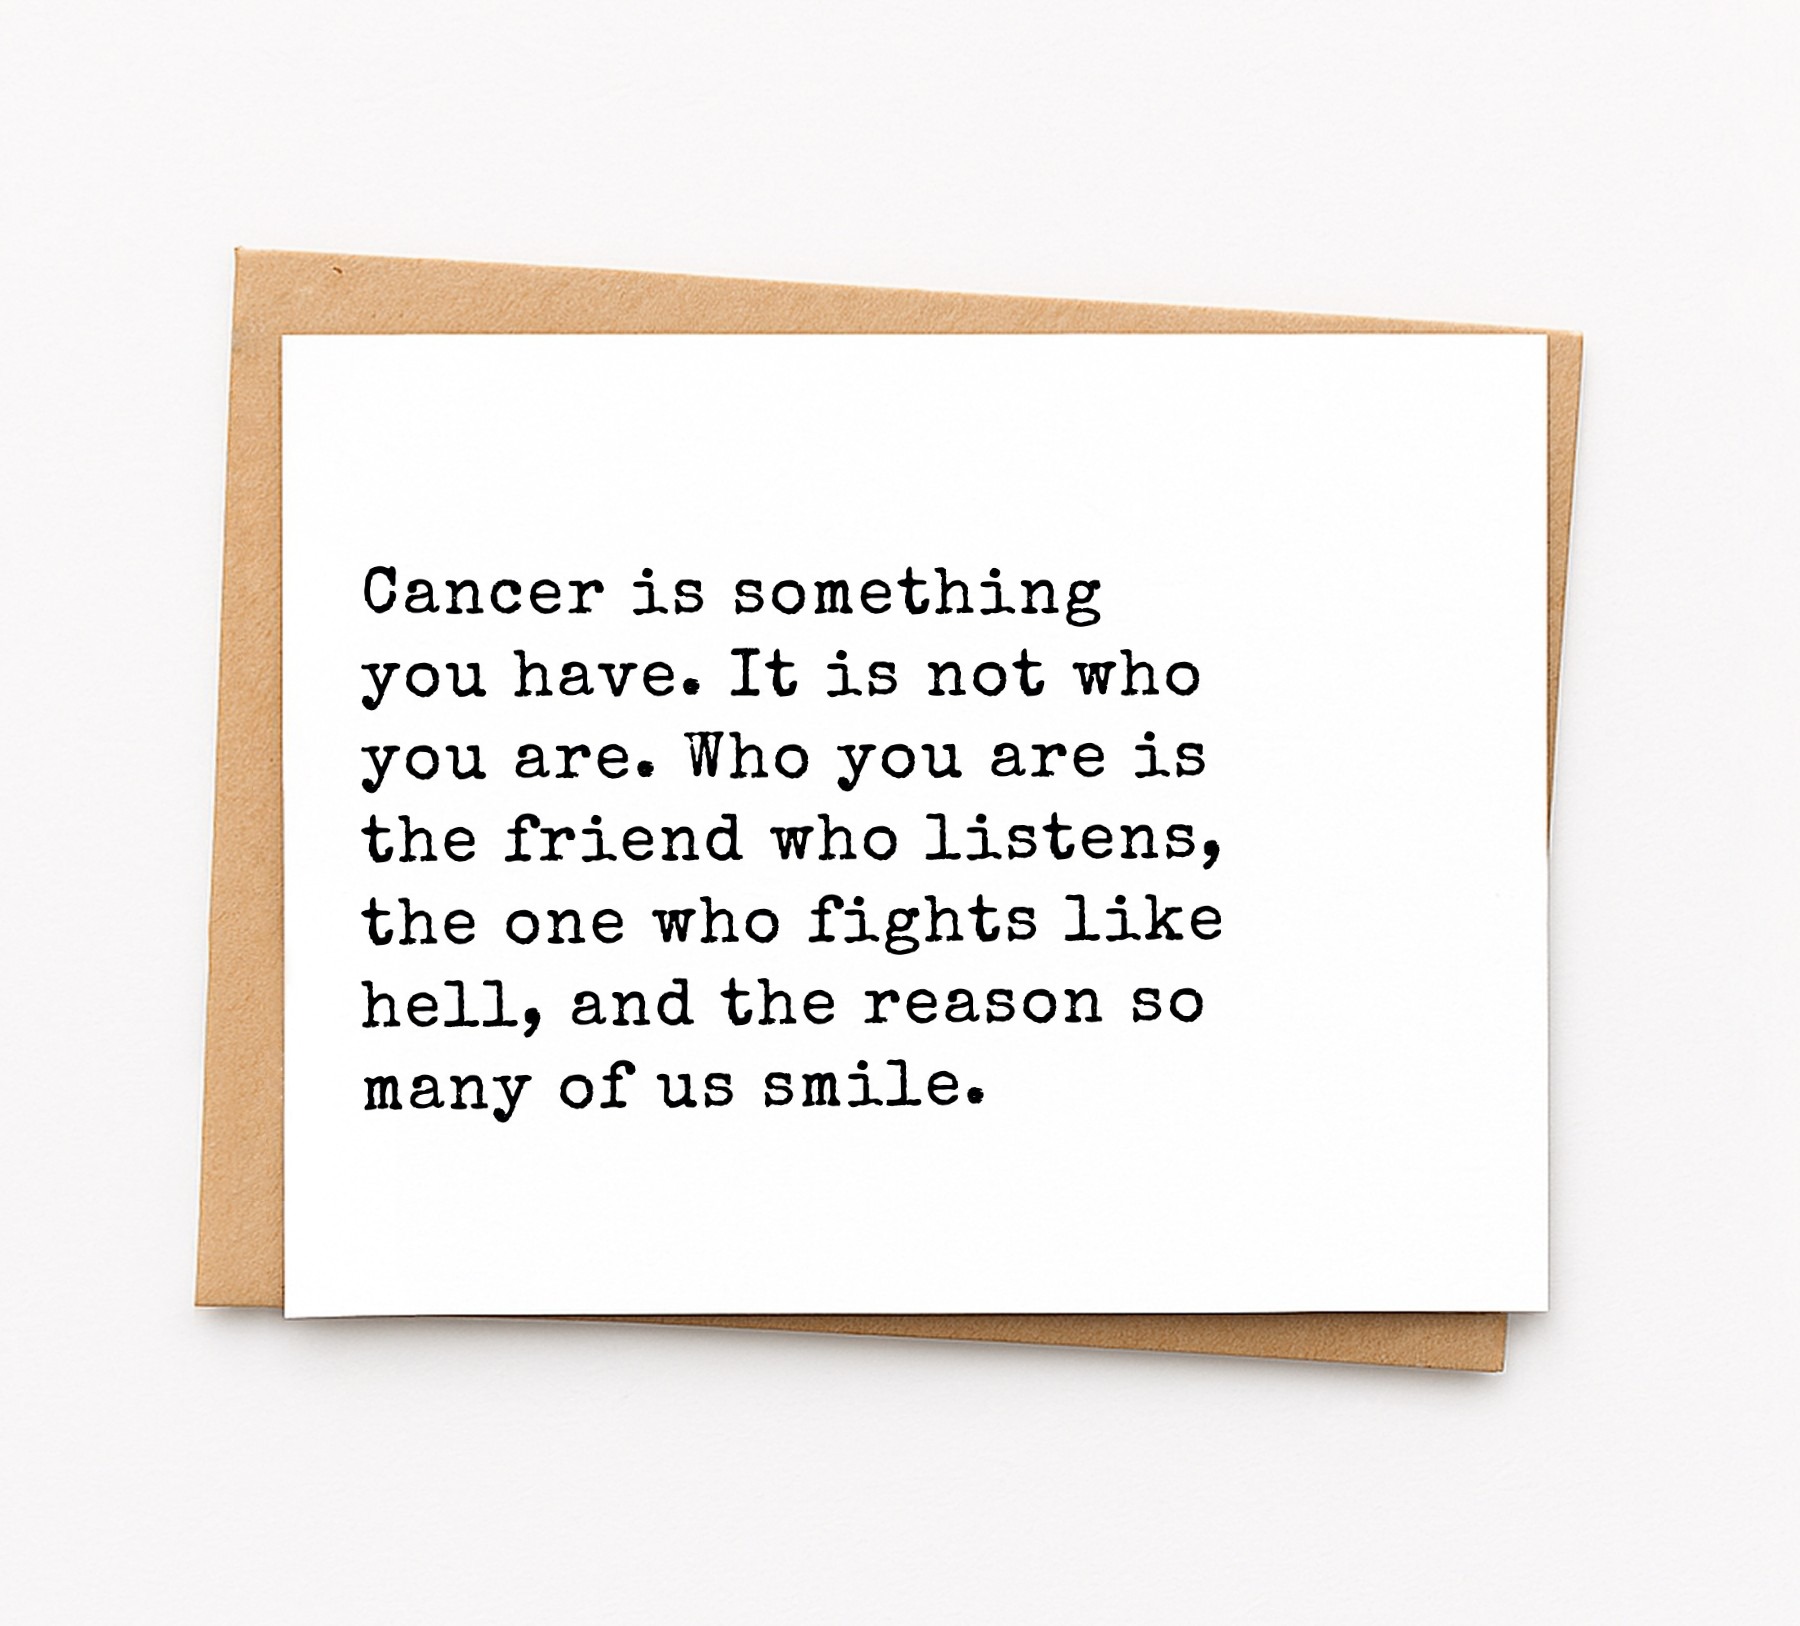 Cancer is something
you have. It is not who
you are. Who you are is
the friend who listens,
the one who fights like
hell, and the reason so
many of us smile.